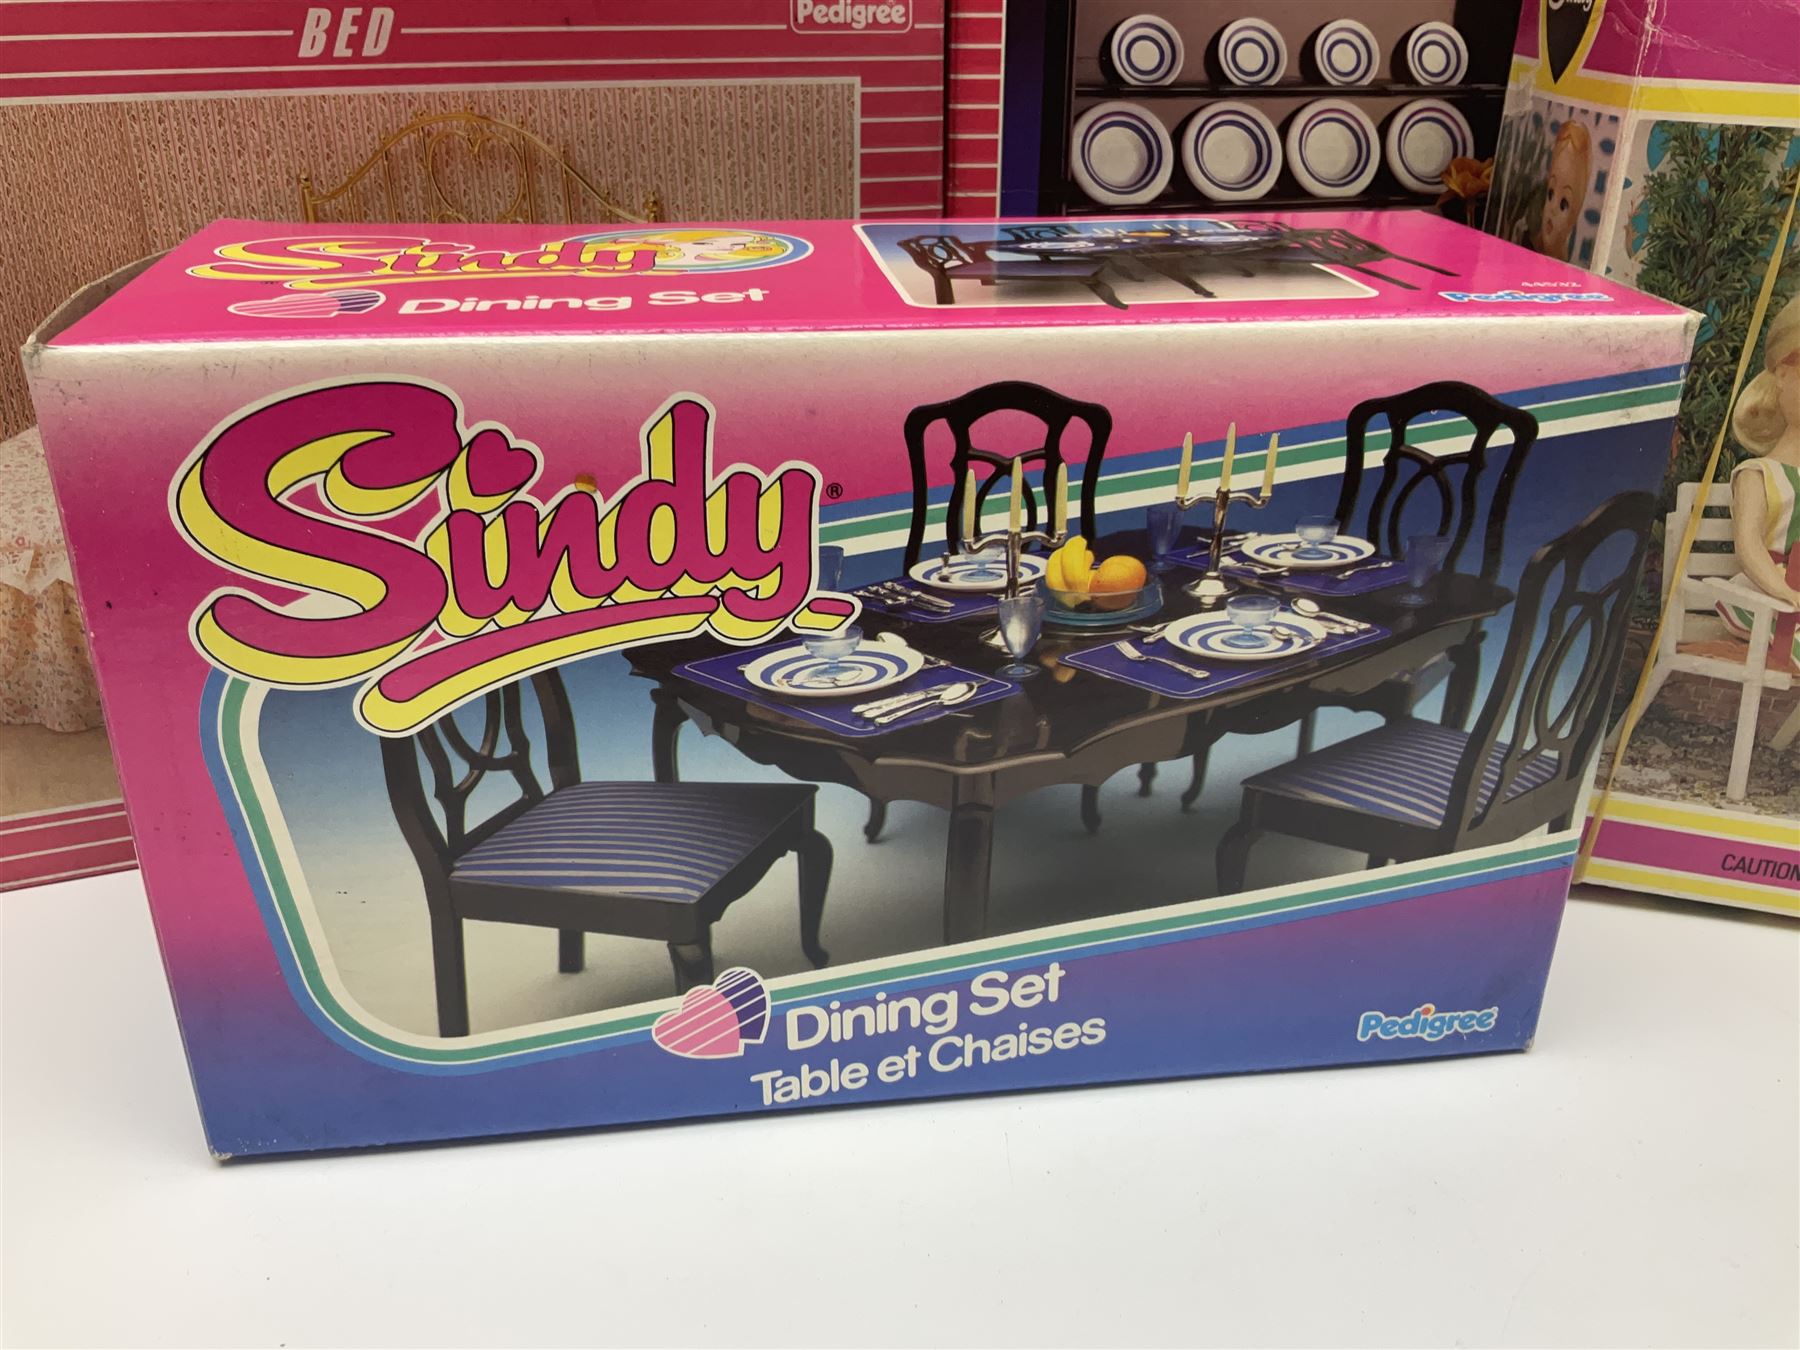 BED
Pedigree
Sindy
Dining Set
Pedigree
Sindy®
Dining Set
Table et Chaises
Pedigree
CAUTION